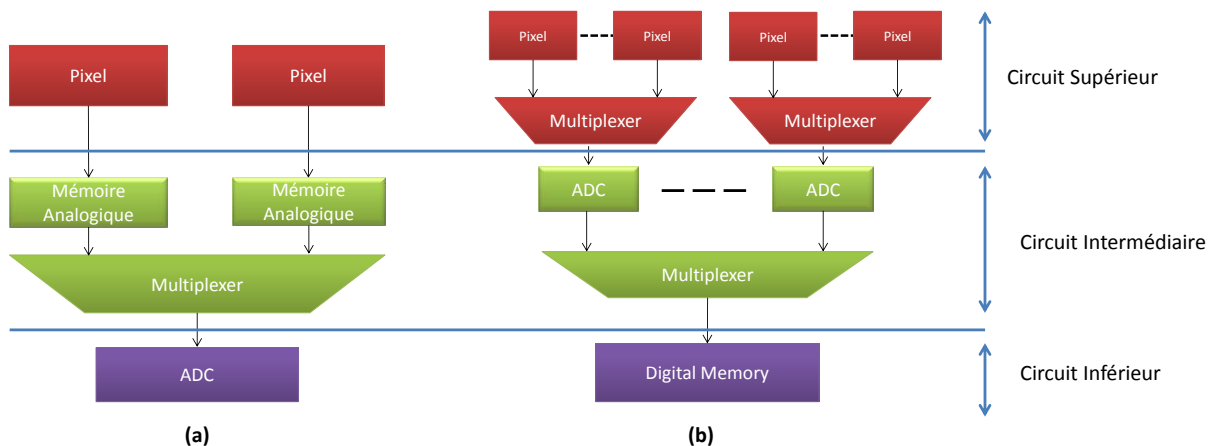 Pixel
Pixel
Pixel
Pixel
Pixel
Pixel
Circuit Supérieur
Multiplexer
Multiplexer
Mémoire
Analogique
Mémoire
Analogique
ADC
ADC
Circuit Intermédiaire
Multiplexer
Multiplexer
ADC
Digital Memory
Circuit Inférieur
(a)
(b)